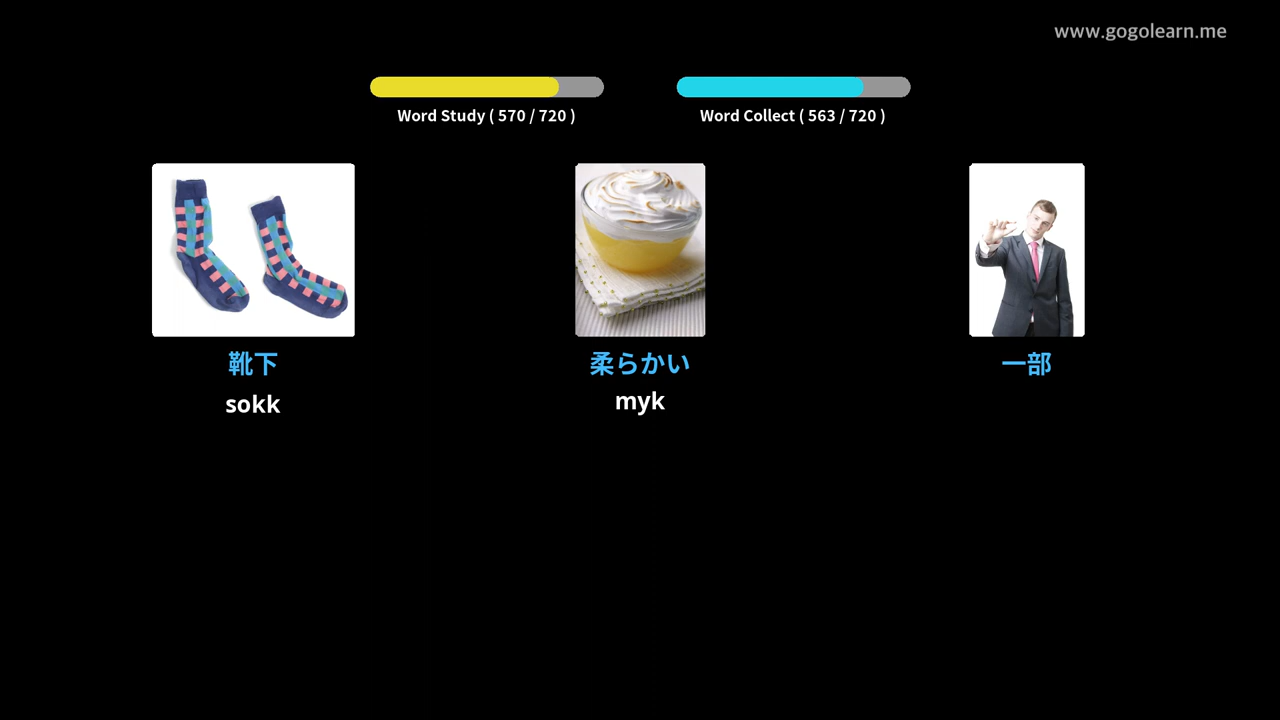 www.gogolearn.me
Word Study ( 570 / 720 )
Word Collect ( 563 / 720 )
靴下
柔らかい
一部
sokk
myk